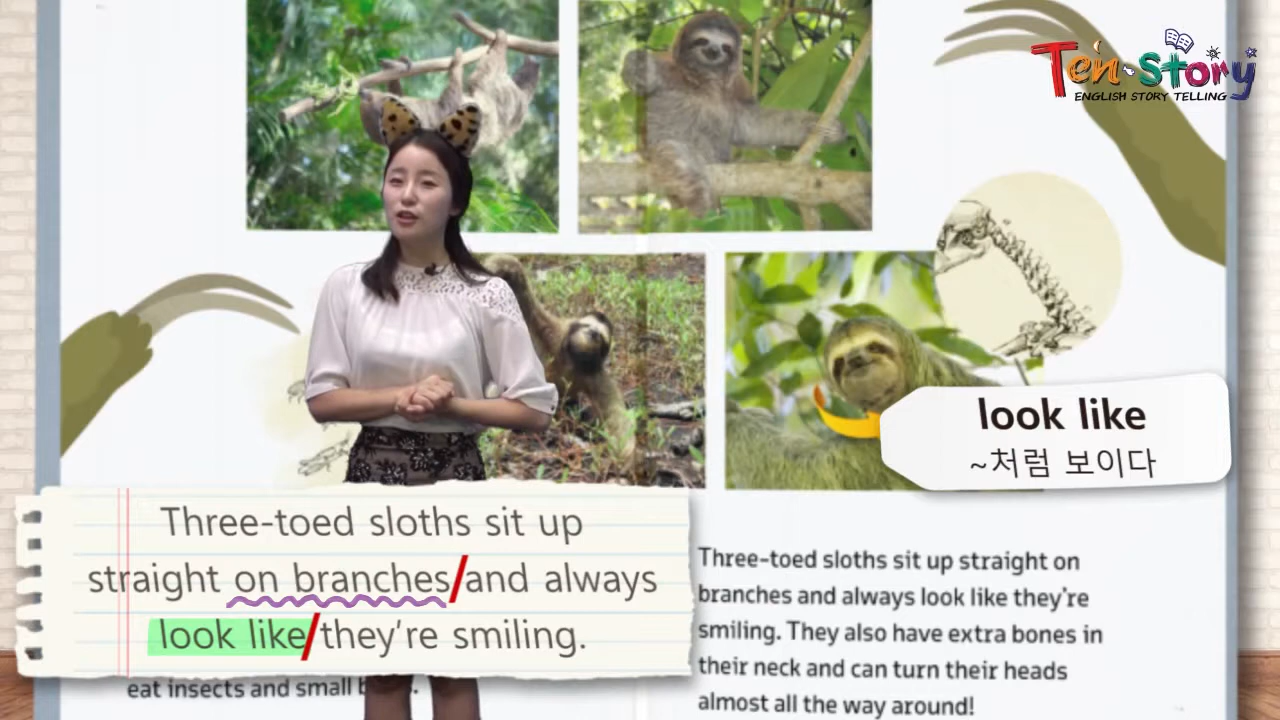 Ten-Story
ENGLISH STORY TELLING
look like
~처럼 보이다
Three-toed sloths sit up
straight on branches/and always
look like/they're smiling.
eat insects and small
Three-toed sloths sit up straight on
branches and always look like they're
smiling. They also have extra bones in
their neck and can turn their heads
almost all the way around!